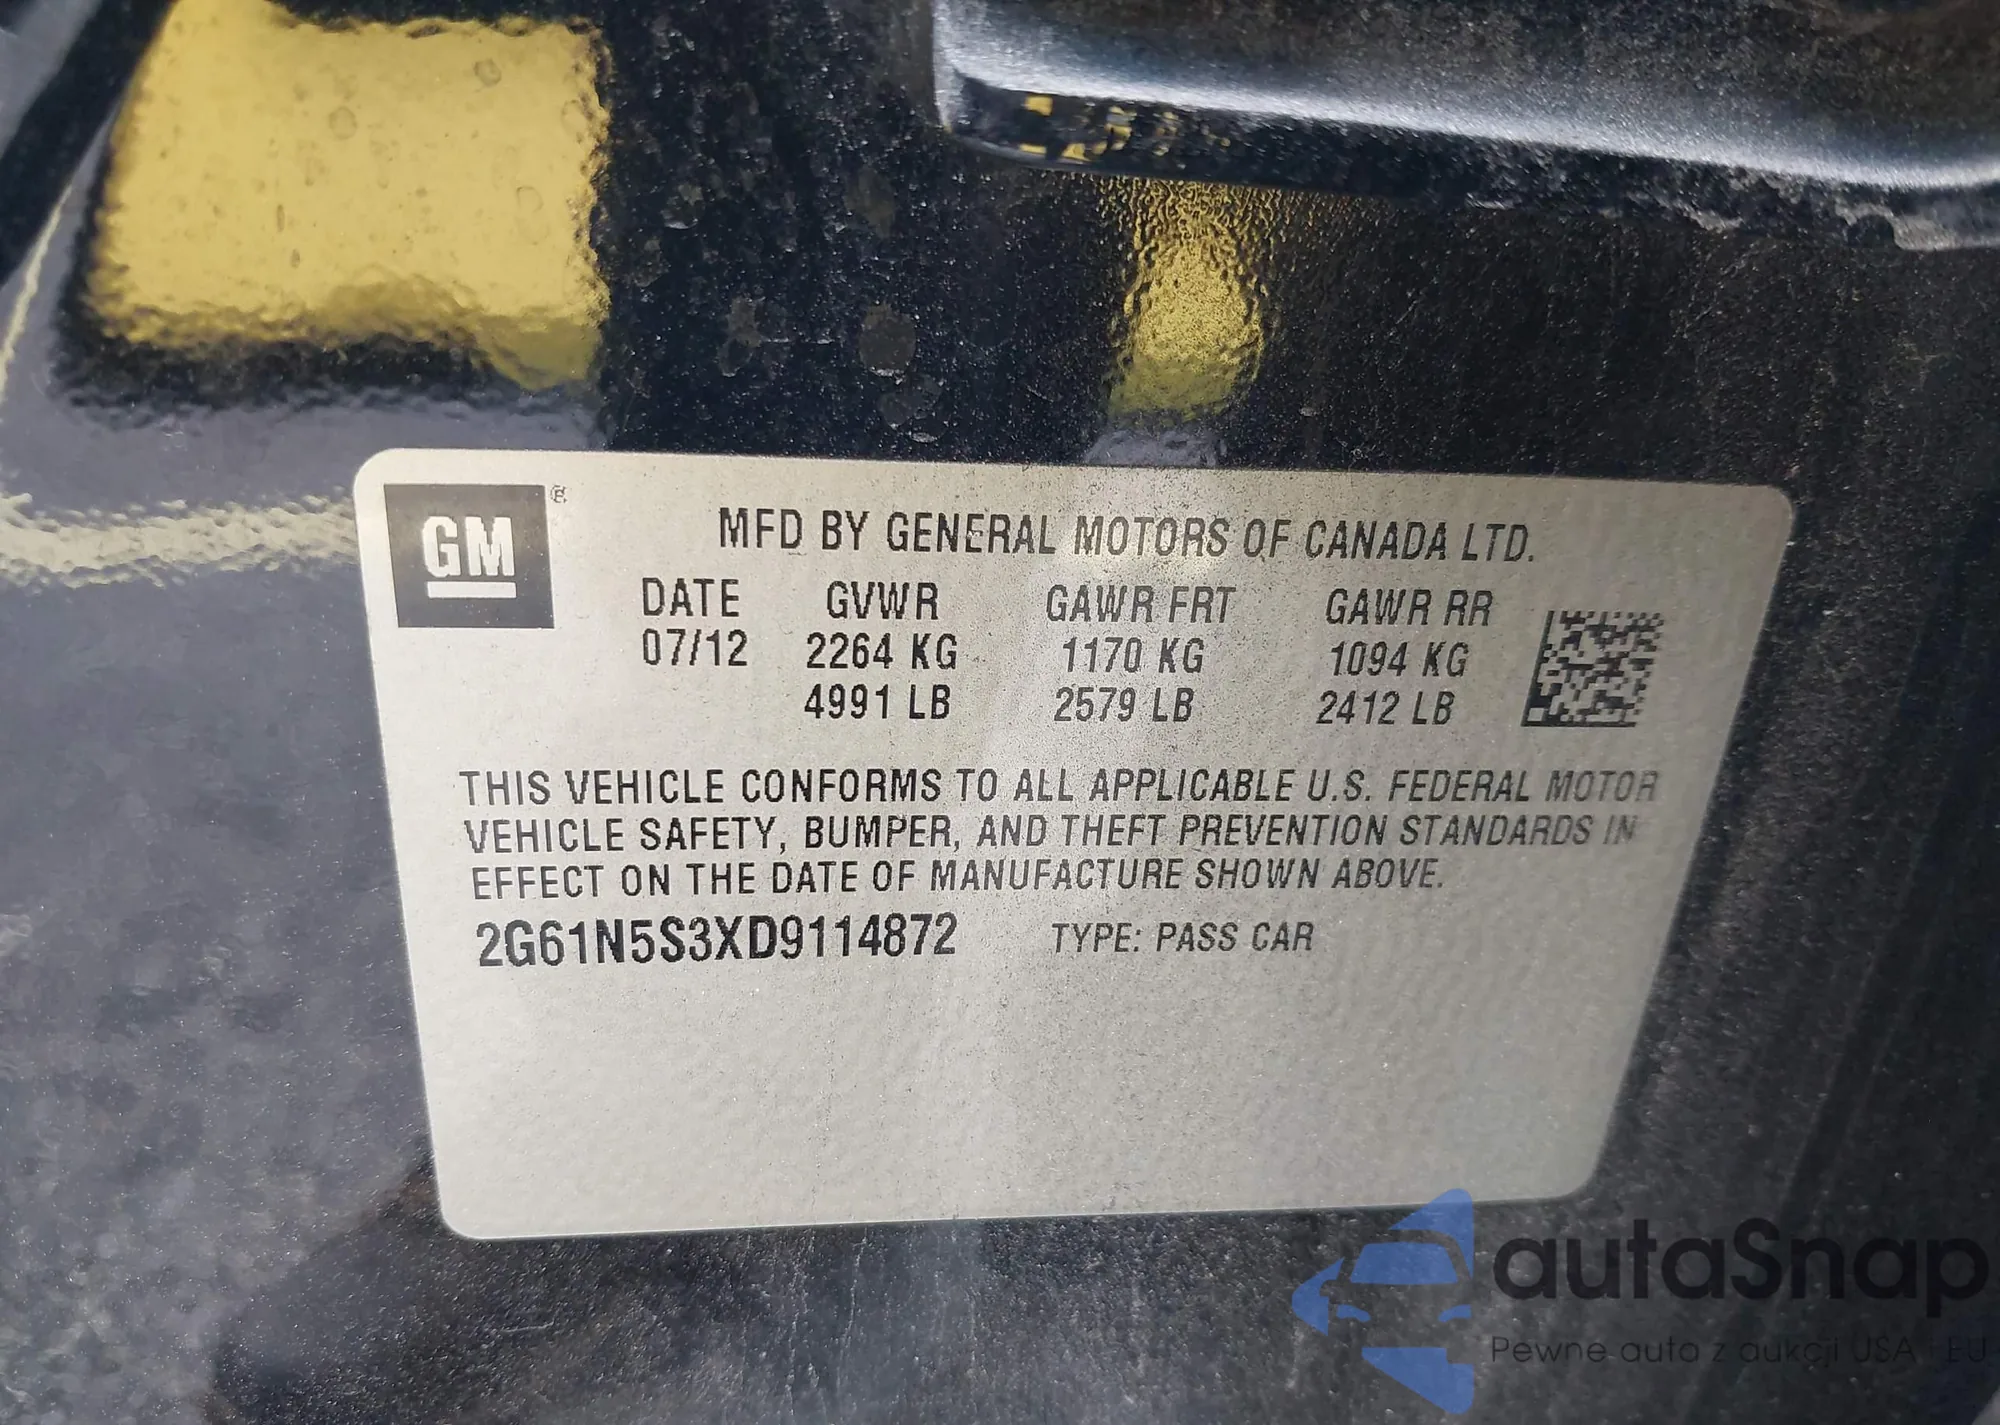 GM
MFD BY GENERAL MOTORS OF CANADA LTD.
DATE GVWR GAWR FRT GAWR RR
07/12 2264 KG 1170 KG 1094 KG
4991 LB 2579 LB 2412 LB
THIS VEHICLE CONFORMS TO ALL APPLICABLE U.S. FEDERAL MOTOR
VEHICLE SAFETY, BUMPER, AND THEFT PREVENTION STANDARDS IN
EFFECT ON THE DATE OF MANUFACTURE SHOWN ABOVE.
2G61N5S3XD9114872 TYPE: PASS CAR
autaSnap
Pewne auta z aukcji USA i EU